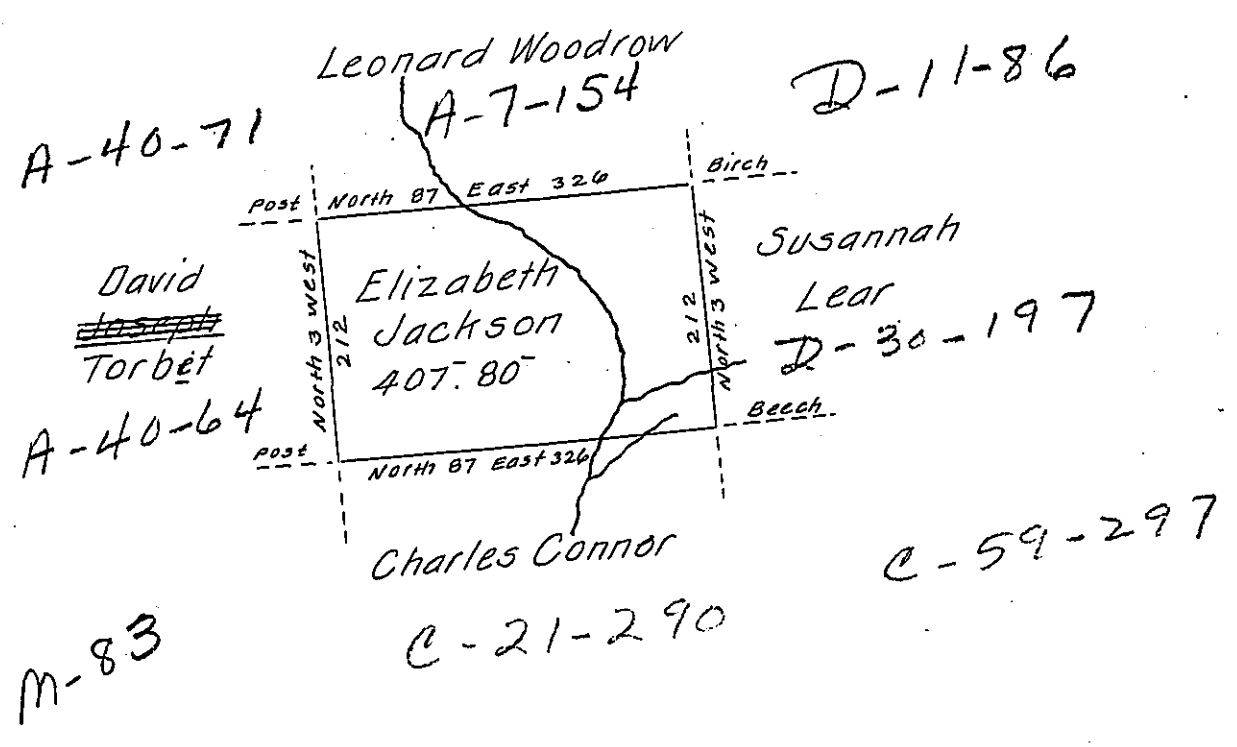 Leonard Woodrow
A-7-154
D-11-86
A-40-71
Post
North 87 East 326
Birch
David
Joseph
Torbet
A-40-64
North 3 West
212
Elizabeth
Jackson
407. 80
212
North 3 West
Susannah
Lear
D-30-197
Post
North 87 East 326
Beech
Charles Connor
C-21-290
C-59-297
M-83